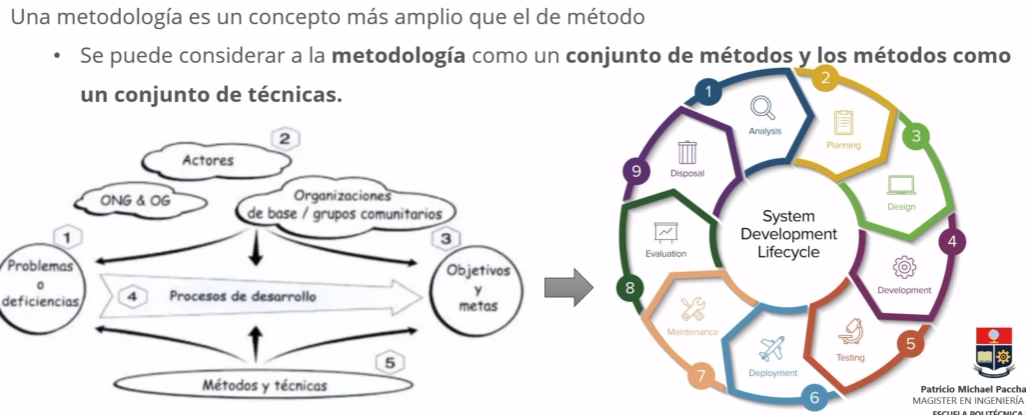 Una metodología es un concepto más amplio que el de método
• Se puede considerar a la metodología como un conjunto de métodos y los métodos como
un conjunto de técnicas.
2
Actores
ONG & OG
Organizaciones
de base / grupos comunitarios
1
Problemas
o
deficiencias
3
Objetivos
y
metas
4
Procesos de desarrollo
5
Métodos y técnicas
System
Development
Lifecycle
1
Analysis
2
Planning
3
Design
4
Development
5
Testing
6
Deployment
7
Maintenance
8
Evaluation
9
Disposal
Patricio Michael Paccha
MAGISTER EN INGENIERÍA
ESCUELA POLITÉCNICA